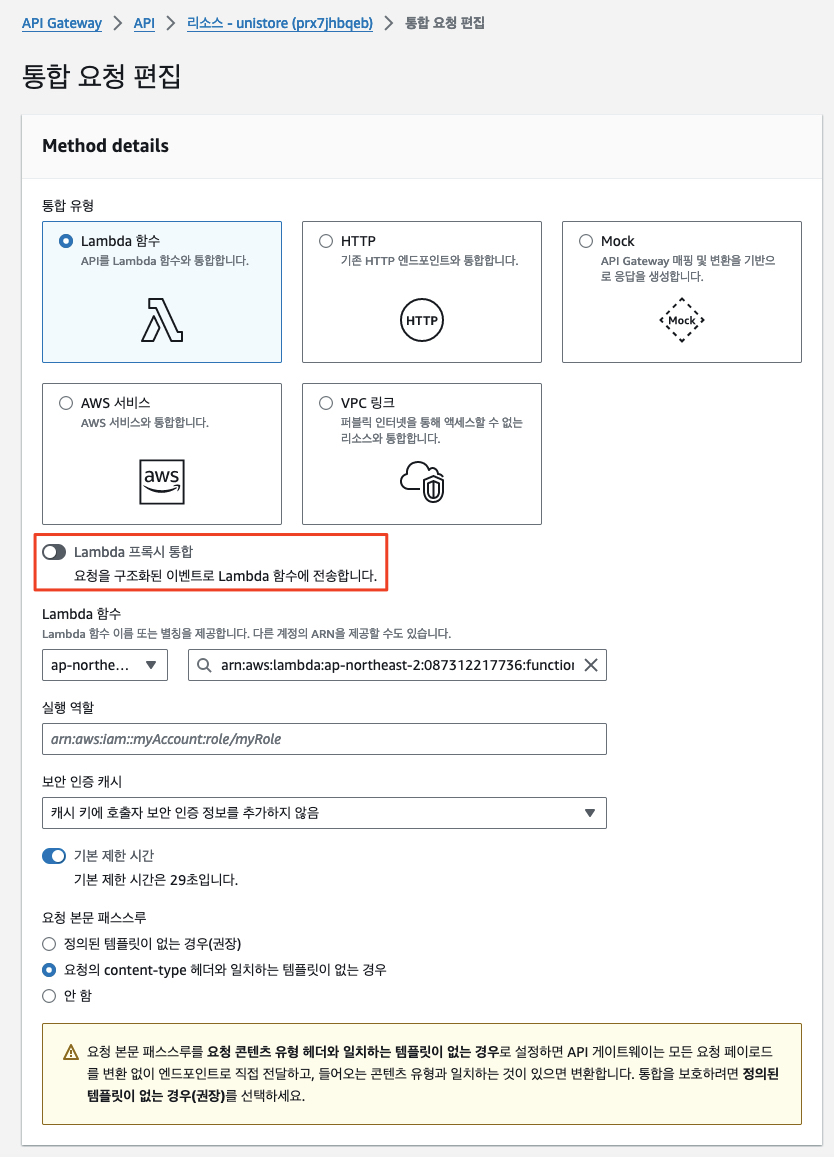 API Gateway > API > 리소스 - unistore (prx7jhbqeb) > 통합 요청 편집
통합 요청 편집
Method details
통합 유형
Lambda 함수
API를 Lambda 함수와 통합합니다.
HTTP
기존 HTTP 엔드포인트와 통합합니다.
HTTP
Mock
API Gateway 매핑 및 변환을 기반으
로 응답을 생성합니다.
Mock
AWS 서비스
AWS 서비스와 통합합니다.
aws
VPC 링크
퍼블릭 인터넷을 통해 액세스할 수 없는
리소스와 통합합니다.
Lambda 프록시 통합
요청을 구조화된 이벤트로 Lambda 함수에 전송합니다.
Lambda 함수
Lambda 함수 이름 또는 별칭을 제공합니다. 다른 계정의 ARN을 제공할 수도 있습니다.
ap-northe...
arn:aws:lambda:ap-northeast-2:087312217736:function
실행 역할
arn:aws:iam::myAccount:role/myRole
보안 인증 캐시
캐시 키에 호출자 보안 인증 정보를 추가하지 않음
기본 제한 시간
기본 제한 시간은 29초입니다.
요청 본문 패스스루
정의된 템플릿이 없는 경우(권장)
요청의 content-type 헤더와 일치하는 템플릿이 없는 경우
안 함
요청 본문 패스스루를 요청 콘텐츠 유형 헤더와 일치하는 템플릿이 없는 경우로 설정하면 API 게이트웨이는 모든 요청 페이로드
를 변환 없이 엔드포인트로 직접 전달하고, 들어오는 콘텐츠 유형과 일치하는 것이 있으면 변환합니다. 통합을 보호하려면 정의된
템플릿이 없는 경우(권장)를 선택하세요.